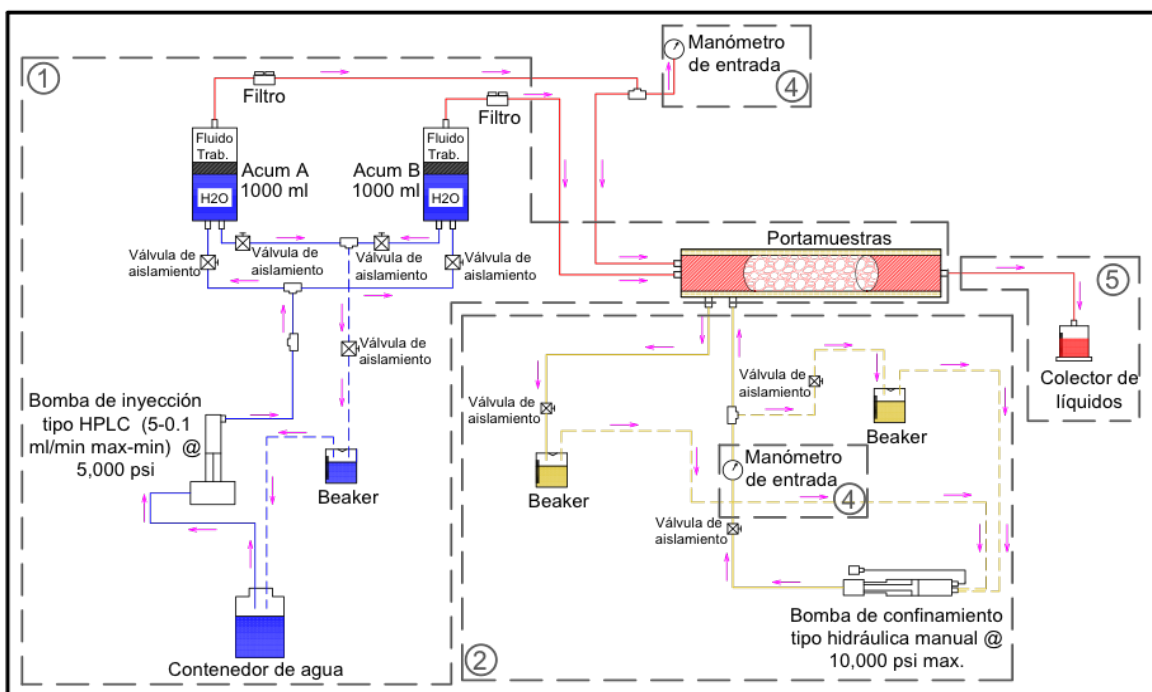 1
Filtro
Filtro
Manómetro
de entrada
4
Fluido
Trab.
Acum A
1000 ml
H2O
Fluido
Trab.
Acum B
1000 ml
H2O
Válvula de
aislamiento
Válvula de
aislamiento
Válvula de
aislamiento
Válvula de
aislamiento
Portamuestras
5
Colector de
líquidos
Válvula de
aislamiento
Bomba de inyección
tipo HPLC (5-0.1
ml/min max-min) @
5,000 psi
Beaker
Contenedor de agua
Válvula de
aislamiento
Beaker
Válvula de
aislamiento
Beaker
Manómetro
de entrada
4
Válvula de
aislamiento
Bomba de confinamiento
tipo hidráulica manual @
10,000 psi max.
2